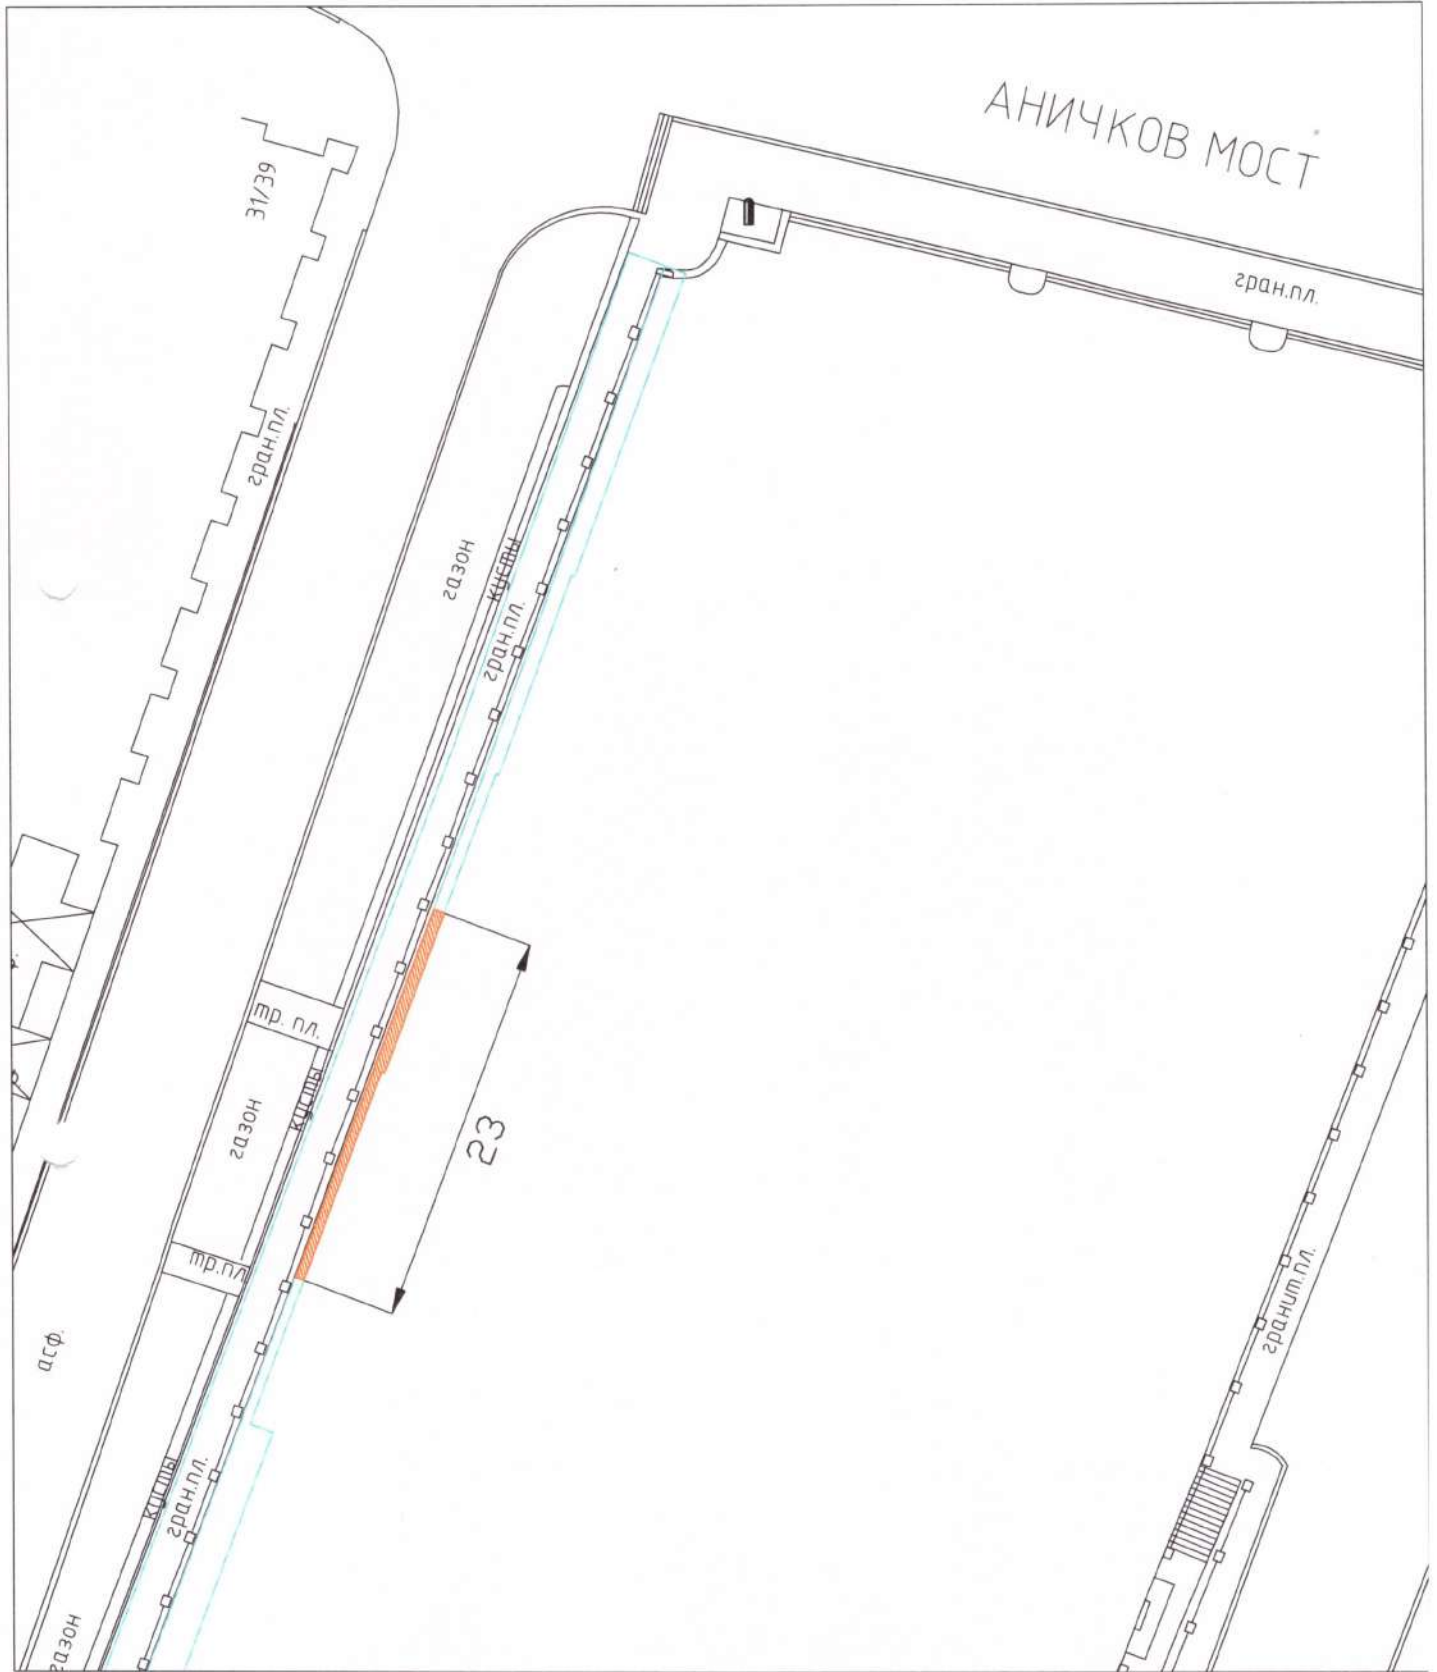 АНИЧКОВ МОСТ
31/39
гран.пл.
гран.пл.
газон
кусты
гран.пл.
тр. пл.
газон
кусты
23
тр.пл
асф.
гранит.пл.
кусты
гран.пл.
газон